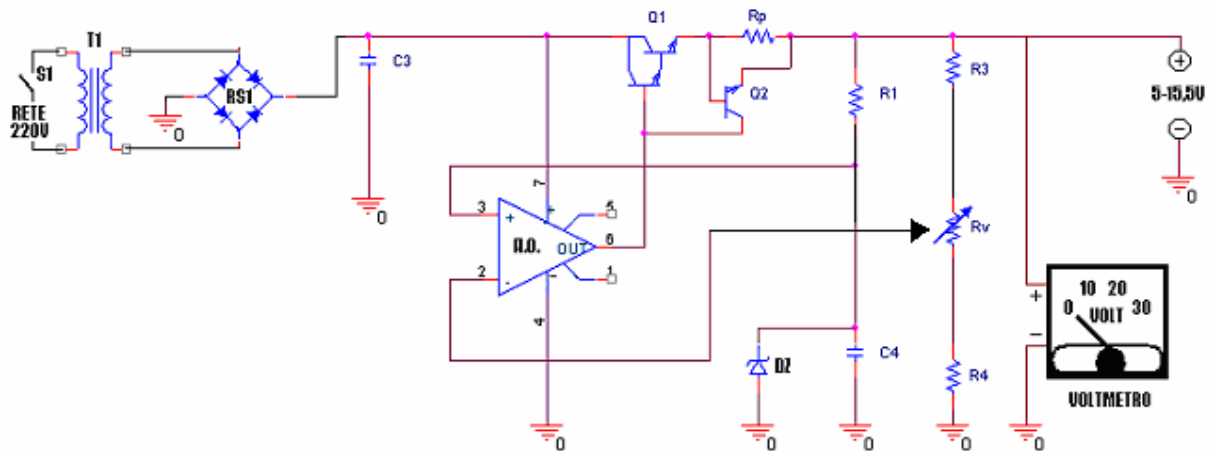 T1
S1
RETE
220V
RS1
0
C3
0
Q1
Rp
Q2
R1
R3
5-15,5V
0
7
3
+
+
5
A.O.
OUT
6
2
-
-
1
4
0
Rv
DZ
0
C4
0
R4
0
+
-
0
10
20
30
VOLT
VOLTMETRO
0